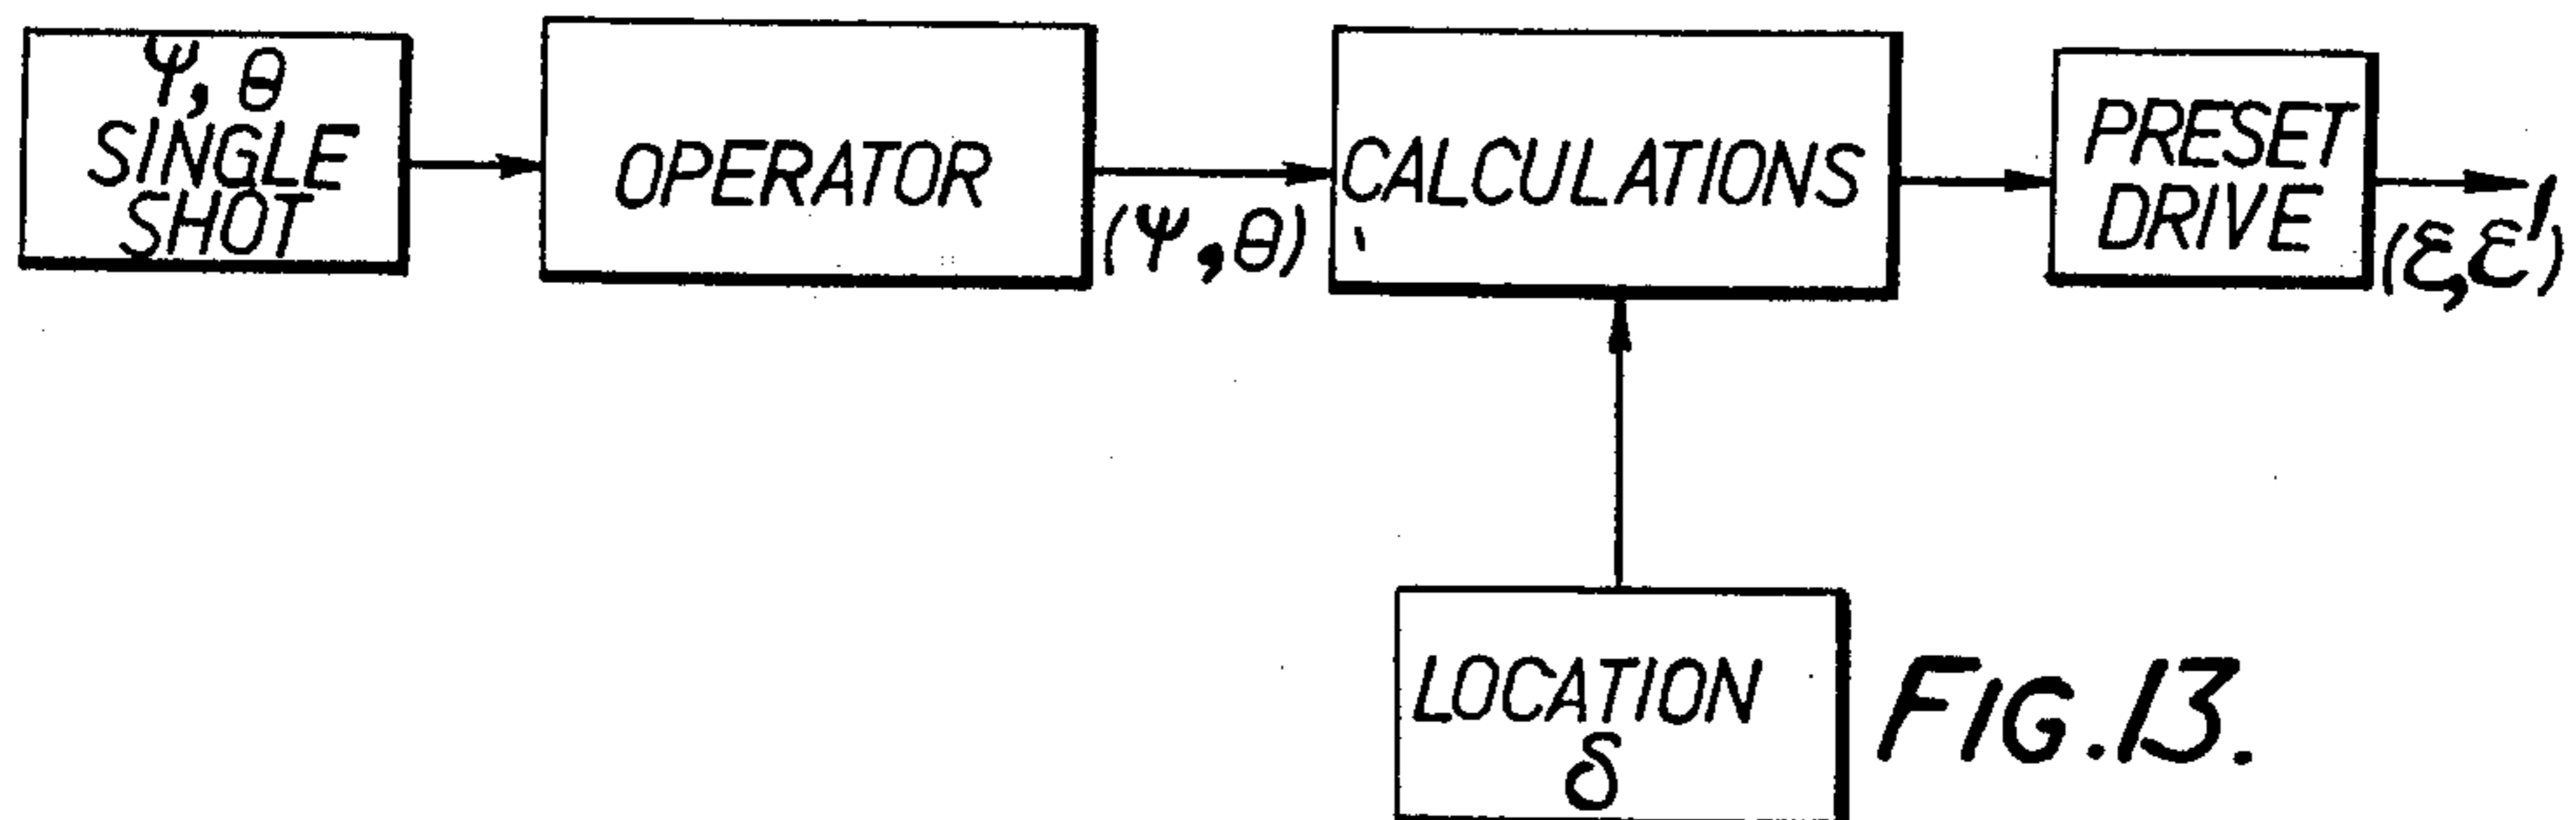 Ψ, θ
SINGLE
SHOT
OPERATOR
(Ψ, θ)
CALCULATIONS
PRESET
DRIVE
(ε, ε')
LOCATION
δ
FIG. 13.